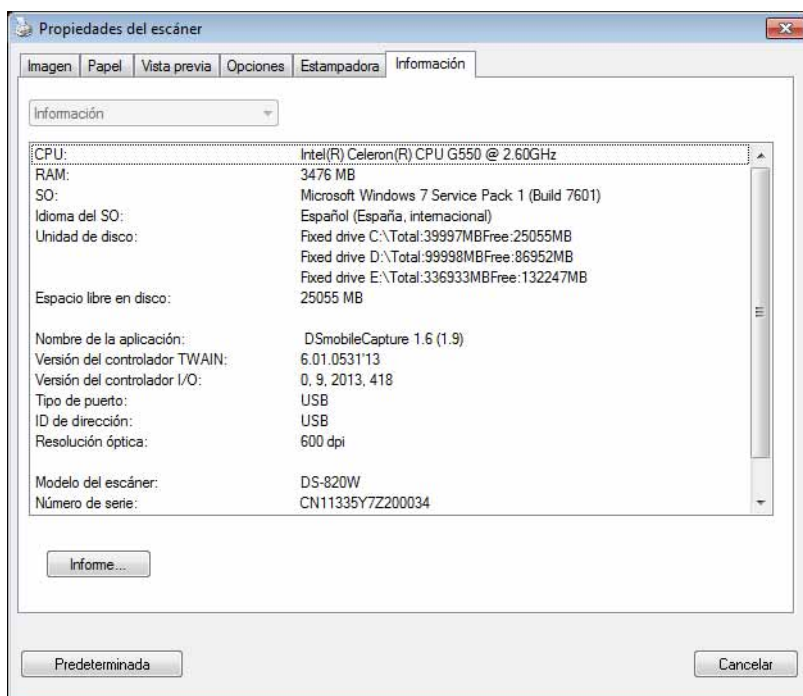 Propiedades del escáner
Imagen Papel Vista previa Opciones Estampadora Información
Información
CPU: Intel(R) Celeron(R) CPU G550 @ 2.60GHz
RAM: 3476 MB
SO: Microsoft Windows 7 Service Pack 1 (Build 7601)
Idioma del SO: Español (España, internacional)
Unidad de disco: Fixed drive C:\Total:39997MBFree:25055MB
Fixed drive D:\Total:99998MBFree:86952MB
Fixed drive E:\Total:336933MBFree:132247MB
Espacio libre en disco: 25055 MB
Nombre de la aplicación: DSmobileCapture 1.6 (1.9)
Versión del controlador TWAIN: 6.01.0531'13
Versión del controlador I/O: 0, 9, 2013, 418
Tipo de puerto: USB
ID de dirección: USB
Resolución óptica: 600 dpi
Modelo del escáner: DS-820W
Número de serie: CN11335Y7Z200034
Informe...
Predeterminada Cancelar